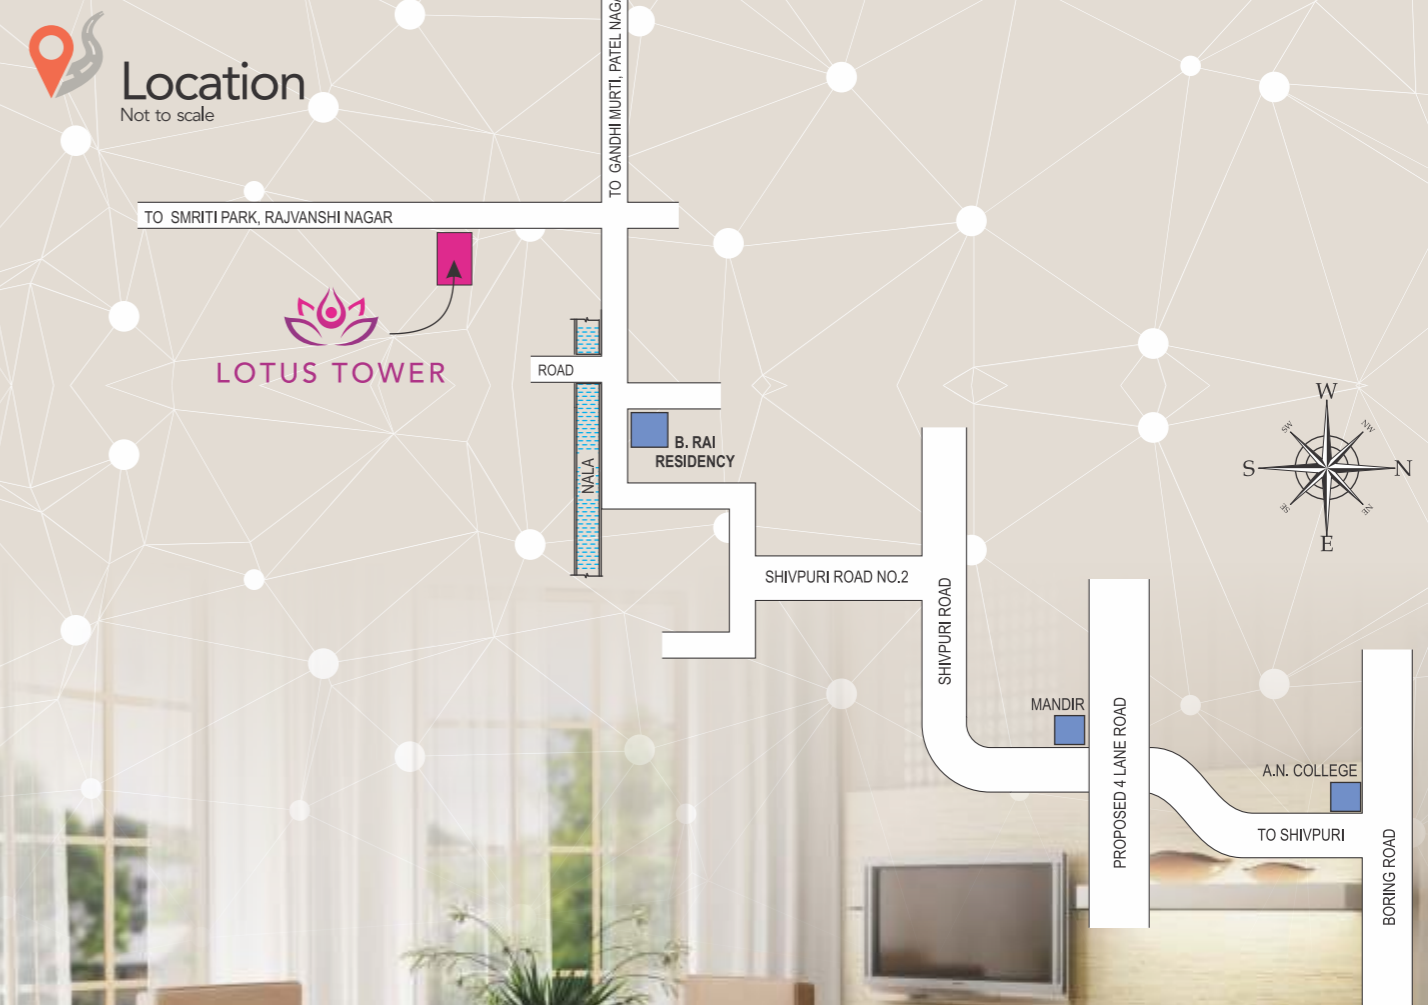 Location
Not to scale
TO GANDHI MURTI, PATEL
TO SMRITI PARK, RAJVANSHI NAGAR
LOTUS TOWER
ROAD
NALA
B. RAI
RESIDENCY
SHIVPURI ROAD NO.2
SHIVPURI ROAD
W
SW
NW
S
N
SE
NE
E
MANDIR
PROPOSED 4 LANE ROAD
A.N. COLLEGE
TO SHIVPURI
BORING ROAD